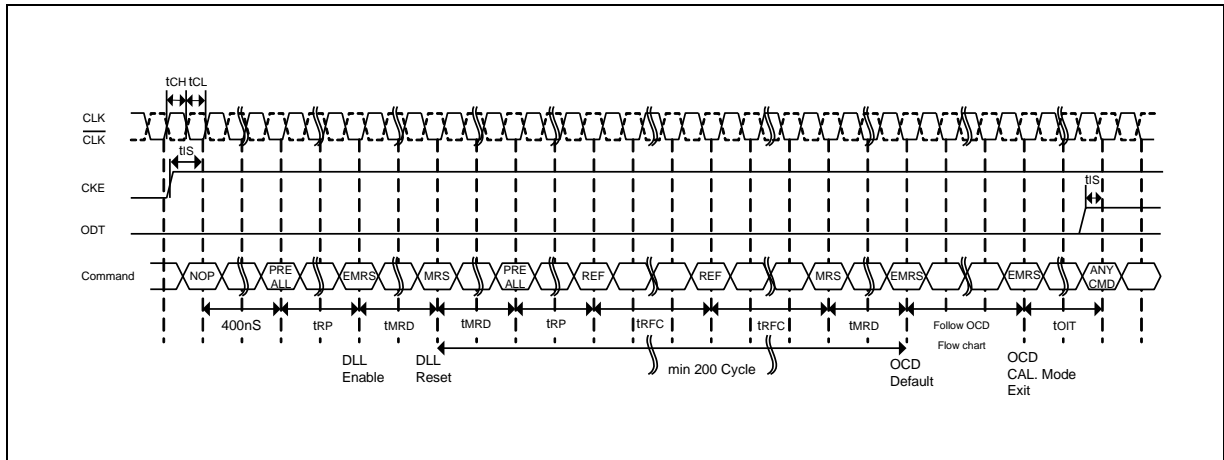 tCH tCL
CLK
CLK
tIS
CKE
tIS
ODT
Command
NOP
PRE
ALL
EMRS
MRS
PRE
ALL
REF
REF
MRS
EMRS
EMRS
ANY
CMD
400nS
tRP
tMRD
tMRD
tRP
tRFC
tRFC
tMRD
Follow OCD
Flow chart
tOIT
DLL
Enable
DLL
Reset
min 200 Cycle
OCD
Default
OCD
CAL. Mode
Exit